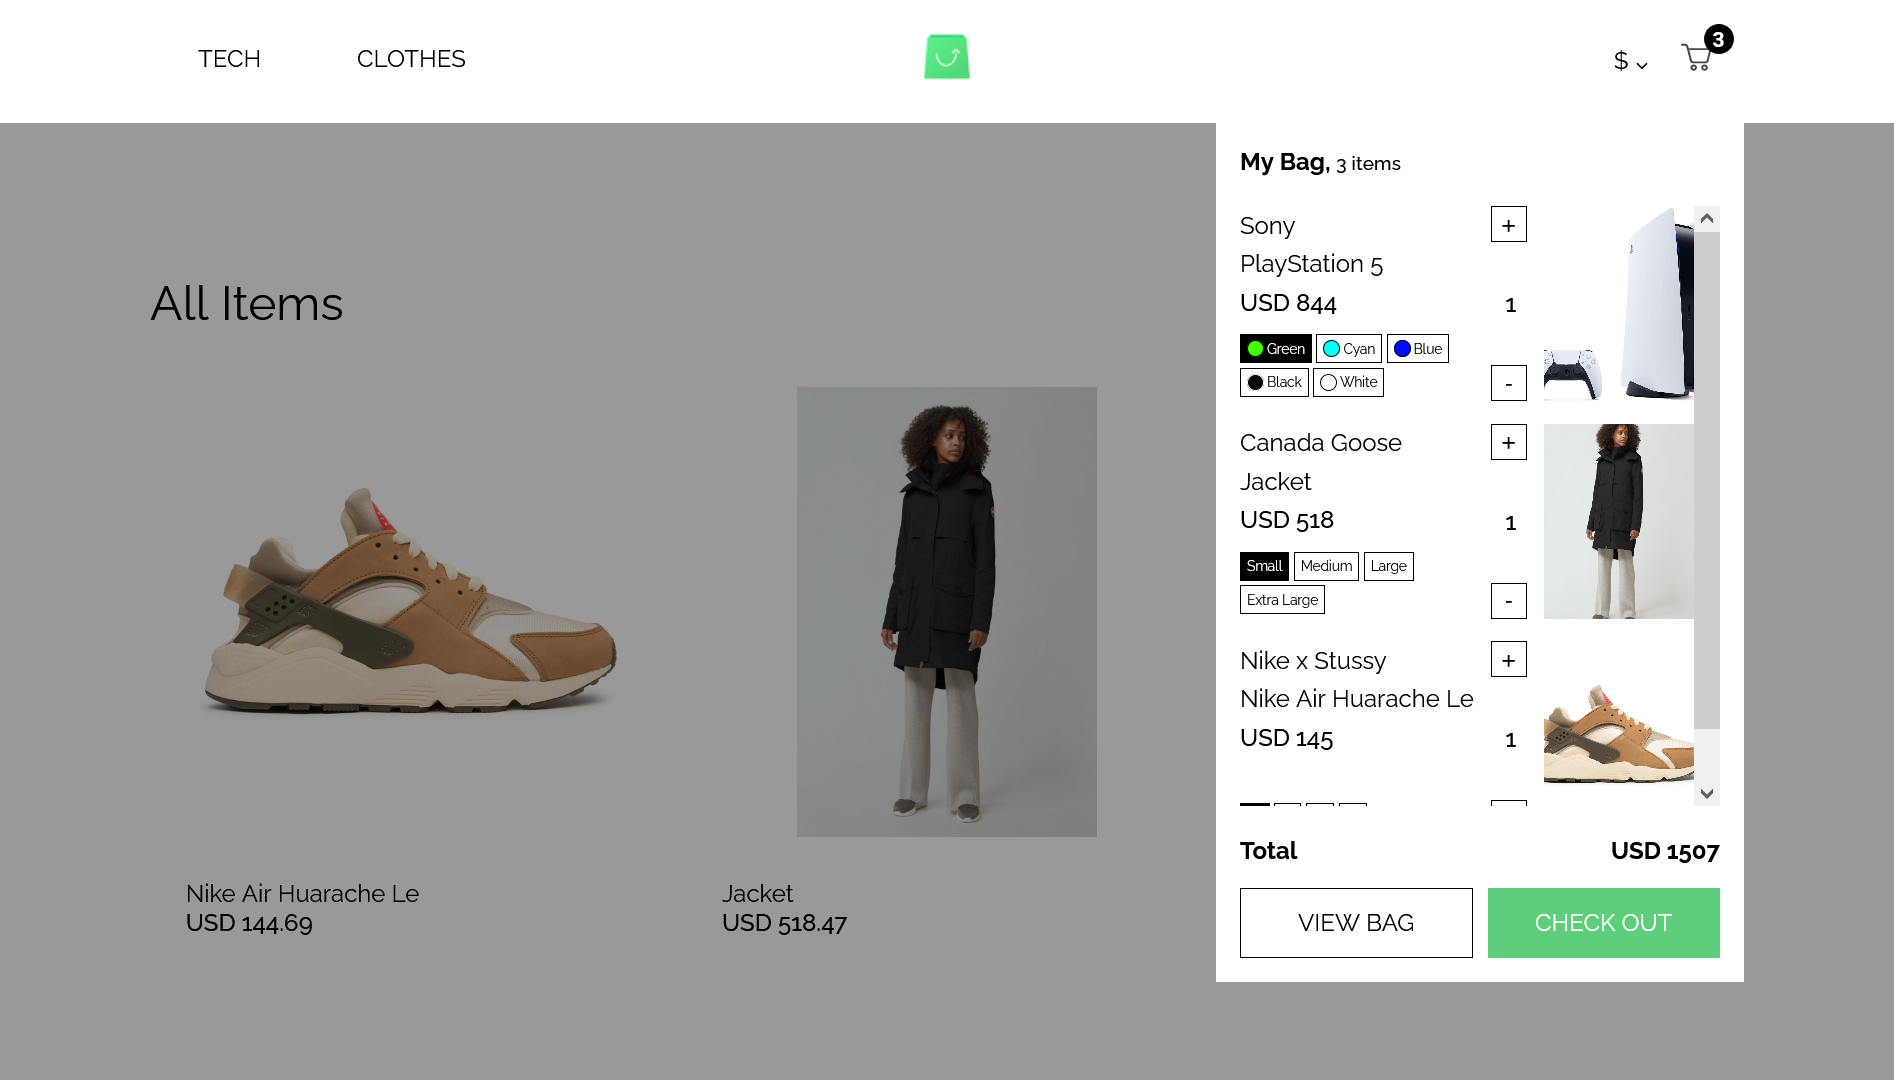 TECH
CLOTHES
$
3
My Bag, 3 items
Sony
PlayStation 5
USD 844
Green
Cyan
Blue
Black
White
+
1
-
Canada Goose
Jacket
USD 518
Small
Medium
Large
Extra Large
+
1
-
Nike x Stussy
Nike Air Huarache Le
USD 145
+
1
Total
USD 1507
VIEW BAG
CHECK OUT
All Items
Nike Air Huarache Le
USD 144.69
Jacket
USD 518.47